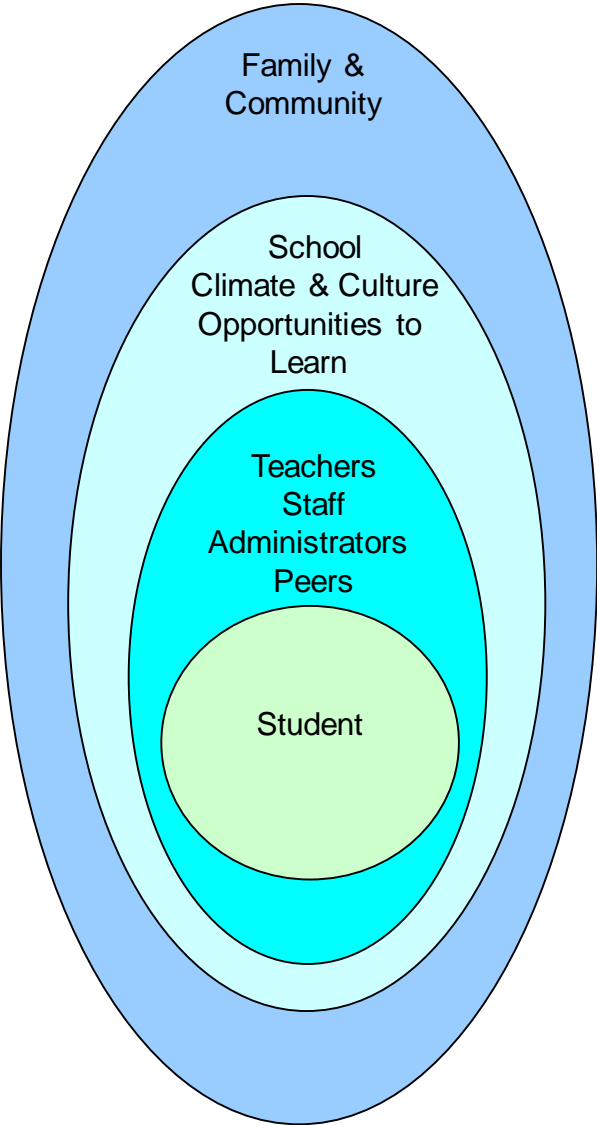 Family &
Community
School
Climate & Culture
Opportunities to
Learn
Teachers
Staff
Administrators
Peers
Student